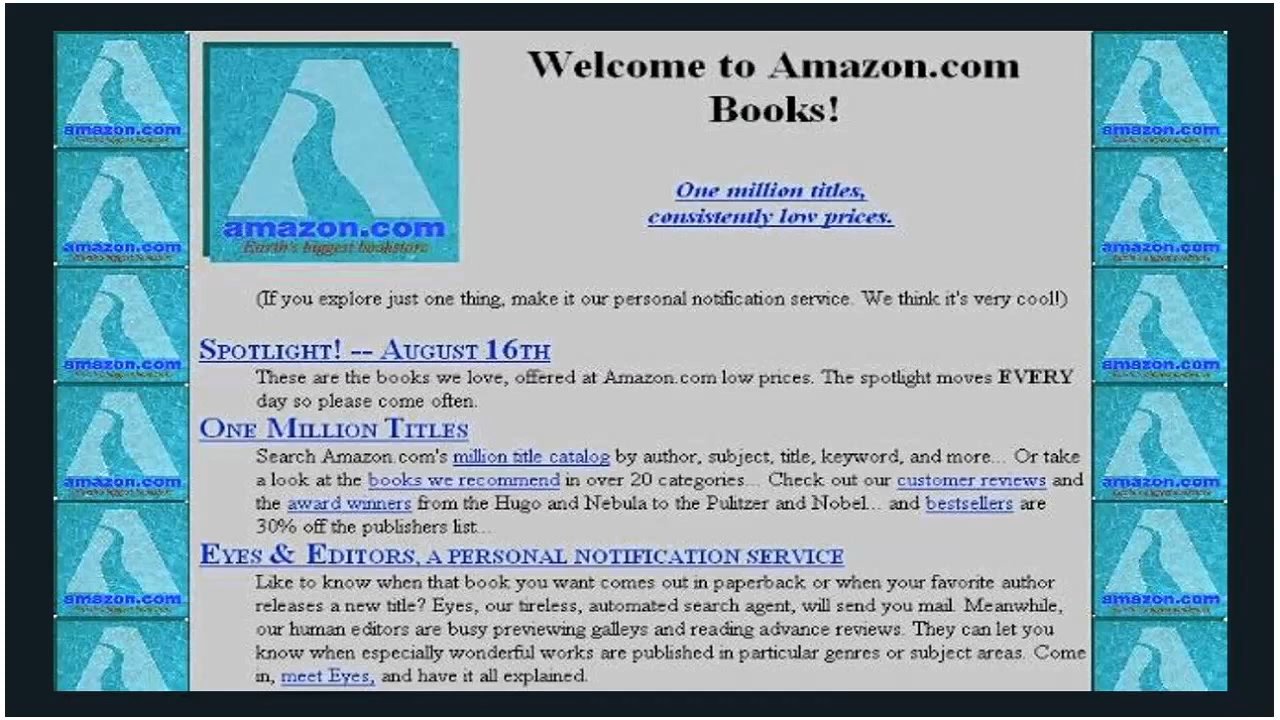 Welcome to Amazon.com
Books!
One million titles,
consistently low prices.
amazon.com
Earth's biggest bookstore
(If you explore just one thing, make it our personal notification service. We think it's very cool!)
SPOTLIGHT! -- AUGUST 16TH
These are the books we love, offered at Amazon.com low prices. The spotlight moves EVERY
day so please come often.
ONE MILLION TITLES
Search Amazon.com's million title catalog by author, subject, title, keyword, and more... Or take
a look at the books we recommend in over 20 categories... Check out our customer reviews and
the award winners from the Hugo and Nebula to the Pulitzer and Nobel... and bestsellers are
30% off the publishers list...
EYES & EDITORS, A PERSONAL NOTIFICATION SERVICE
Like to know when that book you want comes out in paperback or when your favorite author
releases a new title? Eyes, our tireless, automated search agent, will send you mail. Meanwhile,
our human editors are busy previewing galleys and reading advance reviews. They can let you
know when especially wonderful works are published in particular genres or subject areas. Come
in, meet Eyes, and have it all explained.
amazon.com
amazon.com
amazon.com
amazon.com
amazon.com
amazon.com
amazon.com
amazon.com
amazon.com
amazon.com